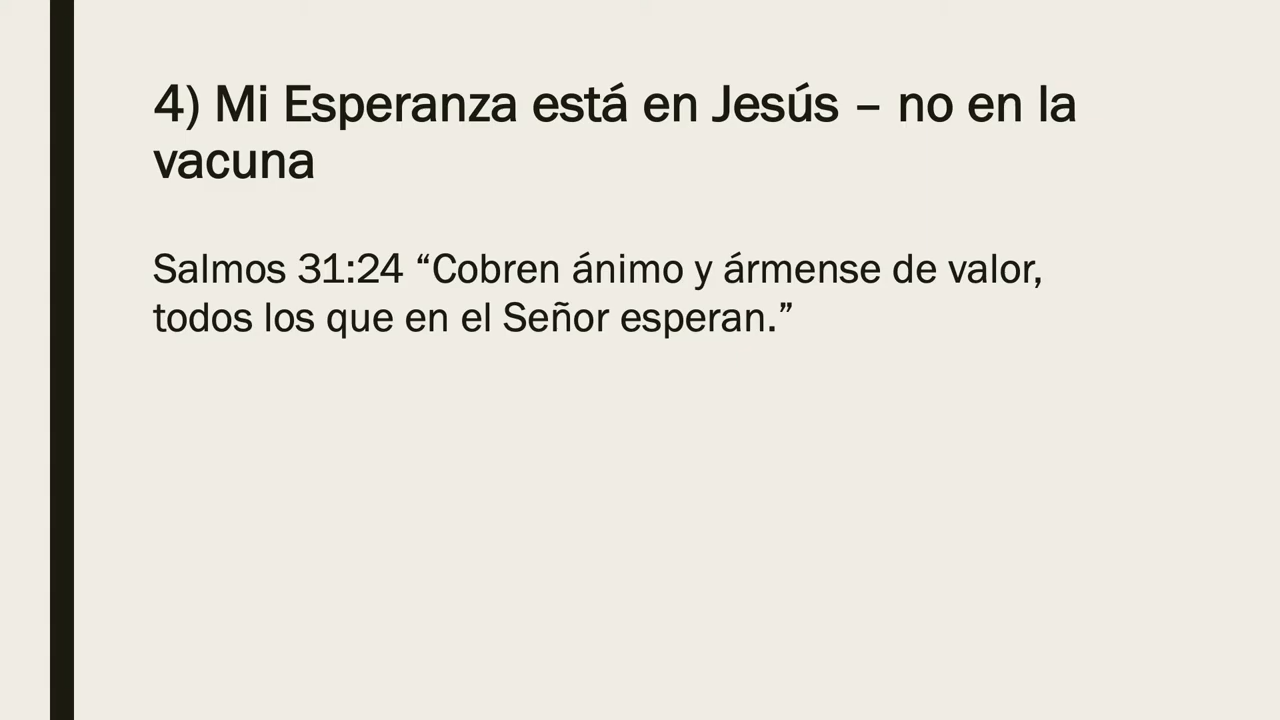 4) Mi Esperanza está en Jesús – no en la
vacuna
Salmos 31:24 “Cobren ánimo y ármense de valor,
todos los que en el Señor esperan.”